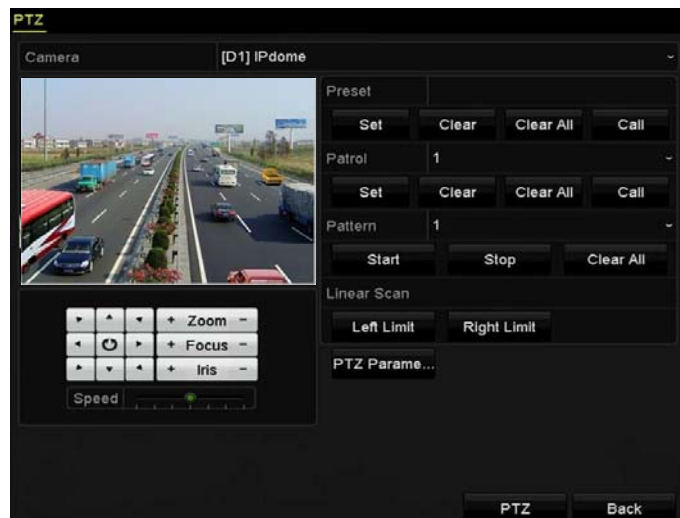 PTZ
Camera [D1] IPdome
Preset
Set Clear Clear All Call
Patrol 1
Set Clear Clear All Call
Pattern 1
Start Stop Clear All
Linear Scan
Left Limit Right Limit
PTZ Parame...
+ Zoom -
+ Focus -
+ Iris -
Speed
PTZ Back